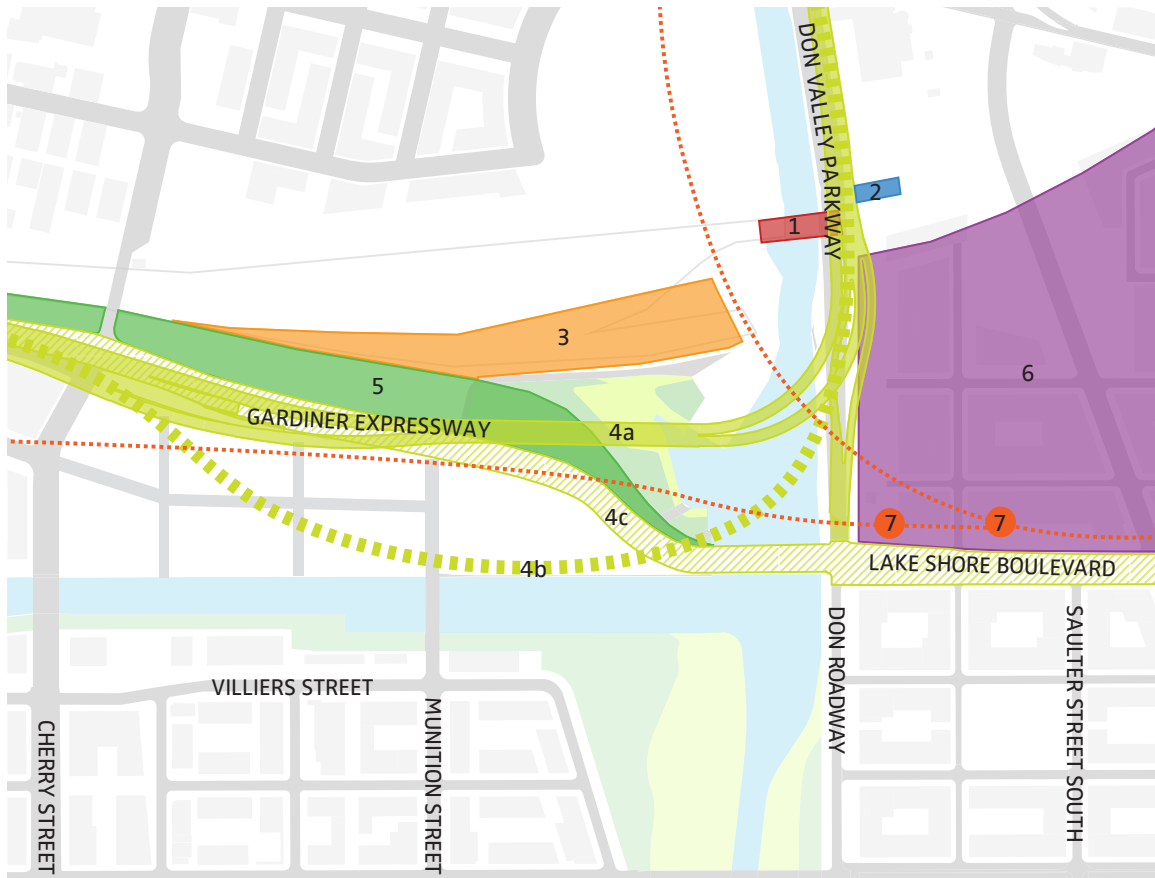 DON VALLEY PARKWAY
2
1
3
6
5
GARDINER EXPRESSWAY
4a
4c
7
7
4b
LAKE SHORE BOULEVARD
DON ROADWAY
SAULTER STREET SOUTH
VILLIERS STREET
MUNITION STREET
CHERRY STREET